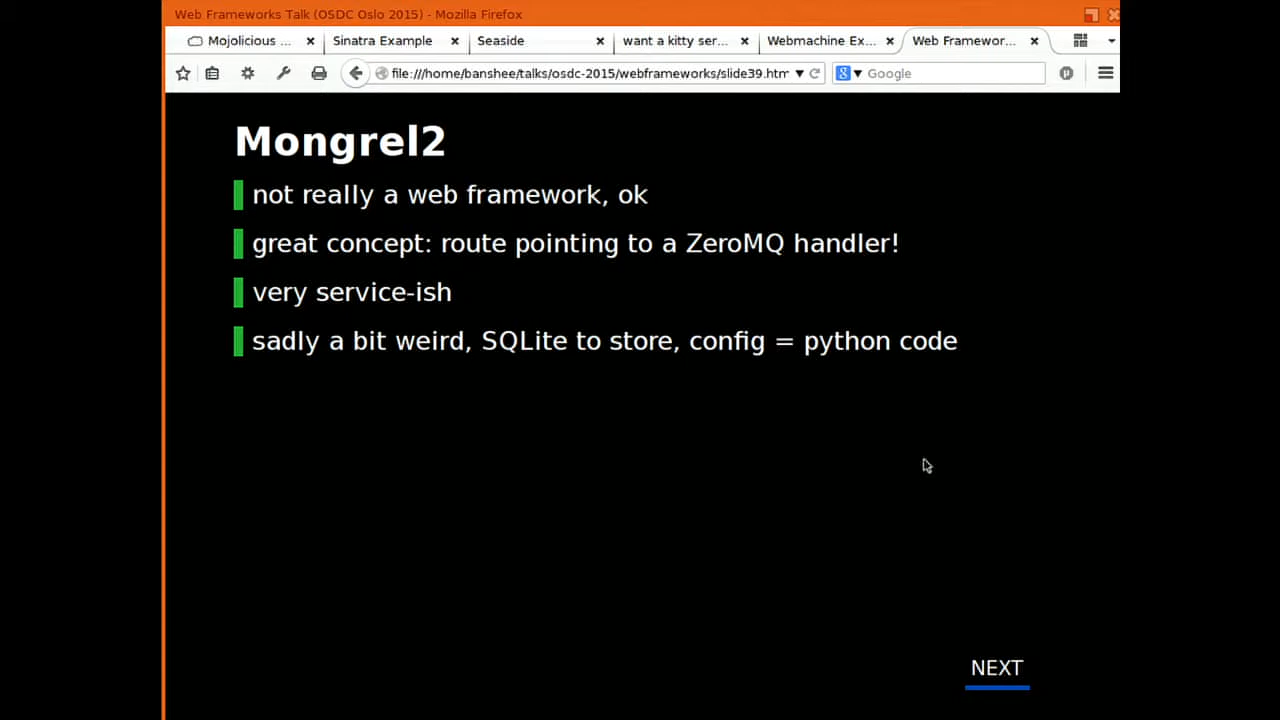 Web Frameworks Talk (OSDC Oslo 2015) - Mozilla Firefox
Mojolicious ... Sinatra Example Seaside want a kitty ser... Webmachine Ex... Web Framewor...
file:///home/banshee/talks/osdc-2015/webframeworks/slide39.htm Google
Mongrel2
not really a web framework, ok
great concept: route pointing to a ZeroMQ handler!
very service-ish
sadly a bit weird, SQLite to store, config = python code
NEXT